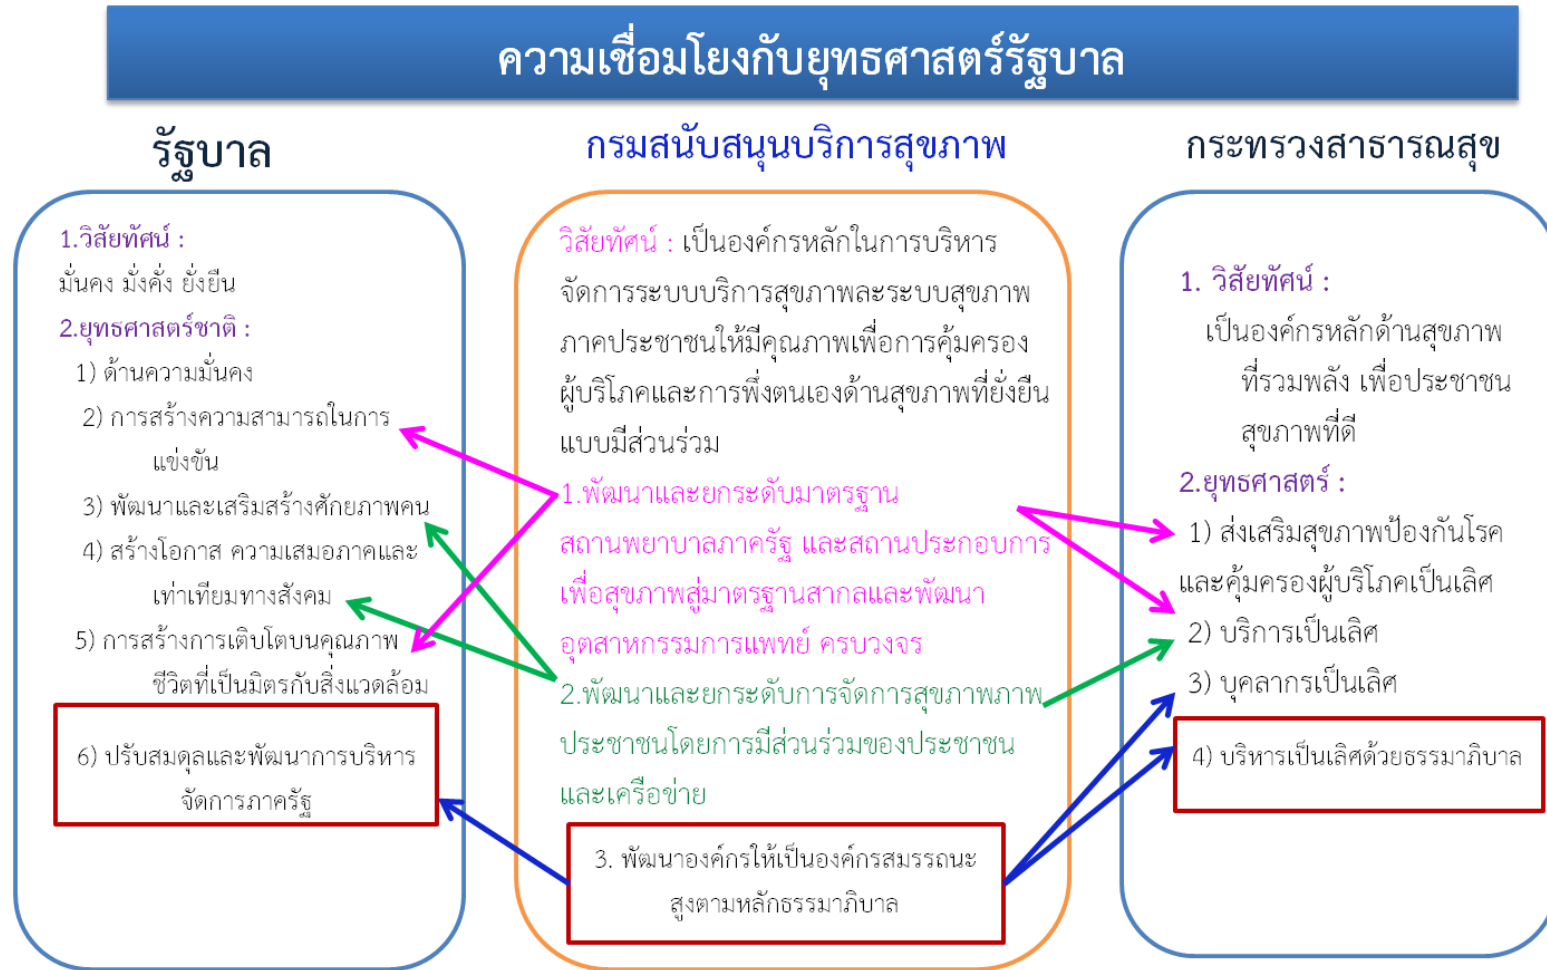 ความเชื่อมโยงกับยุทธศาสตร์รัฐบาล
รัฐบาล
1.วิสัยทัศน์ :
มั่นคง มั่งคั่ง ยั่งยืน
2.ยุทธศาสตร์ชาติ :
1) ด้านความมั่นคง
2) การสร้างความสามารถในการ
แข่งขัน
3) พัฒนาและเสริมสร้างศักยภาพคน
4) สร้างโอกาส ความเสมอภาคและ
เท่าเทียมทางสังคม
5) การสร้างการเติบโตบนคุณภาพ
ชีวิตที่เป็นมิตรกับสิ่งแวดล้อม
6) ปรับสมดุลและพัฒนาการบริหาร
จัดการภาครัฐ
กรมสนับสนุนบริการสุขภาพ
วิสัยทัศน์ : เป็นองค์กรหลักในการบริหาร
จัดการระบบบริการสุขภาพละระบบสุขภาพ
ภาคประชาชนให้มีคุณภาพเพื่อการคุ้มครอง
ผู้บริโภคและการพึ่งตนเองด้านสุขภาพที่ยั่งยืน
แบบมีส่วนร่วม
1.พัฒนาและยกระดับมาตรฐาน
สถานพยาบาลภาครัฐ และสถานประกอบการ
เพื่อสุขภาพสู่มาตรฐานสากลและพัฒนา
อุตสาหกรรมการแพทย์ ครบวงจร
2.พัฒนาและยกระดับการจัดการสุขภาพภาพ
ประชาชนโดยการมีส่วนร่วมของประชาชน
และเครือข่าย
3. พัฒนาองค์กรให้เป็นองค์กรสมรรถนะ
สูงตามหลักธรรมาภิบาล
กระทรวงสาธารณสุข
1. วิสัยทัศน์ :
เป็นองค์กรหลักด้านสุขภาพ
ที่รวมพลัง เพื่อประชาชน
สุขภาพที่ดี
2.ยุทธศาสตร์ :
1) ส่งเสริมสุขภาพป้องกันโรค
และคุ้มครองผู้บริโภคเป็นเลิศ
2) บริการเป็นเลิศ
3) บุคลากรเป็นเลิศ
4) บริหารเป็นเลิศด้วยธรรมาภิบาล